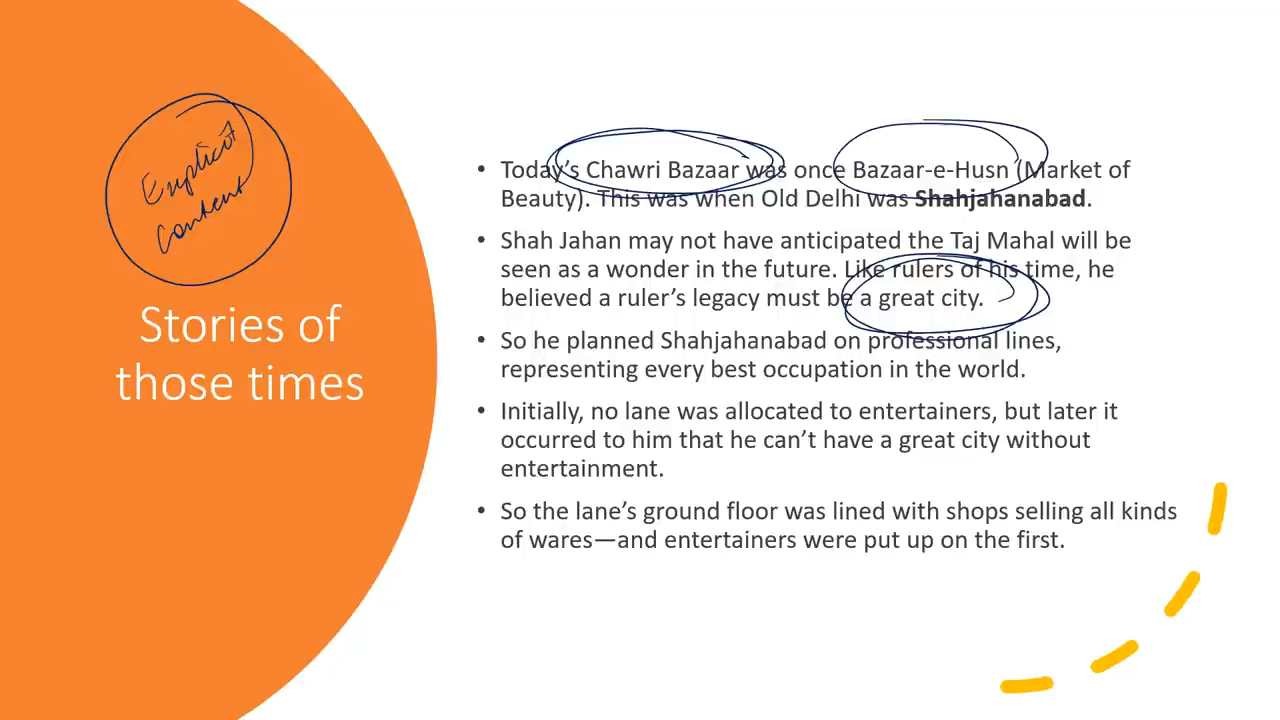 Explicit
Content
Stories of
those times
• Today's Chawri Bazaar was once Bazaar-e-Husn (Market of
Beauty). This was when Old Delhi was Shahjahanabad.
• Shah Jahan may not have anticipated the Taj Mahal will be
seen as a wonder in the future. Like rulers of his time, he
believed a ruler's legacy must be a great city.
• So he planned Shahjahanabad on professional lines,
representing every best occupation in the world.
• Initially, no lane was allocated to entertainers, but later it
occurred to him that he can't have a great city without
entertainment.
• So the lane's ground floor was lined with shops selling all kinds
of wares—and entertainers were put up on the first.